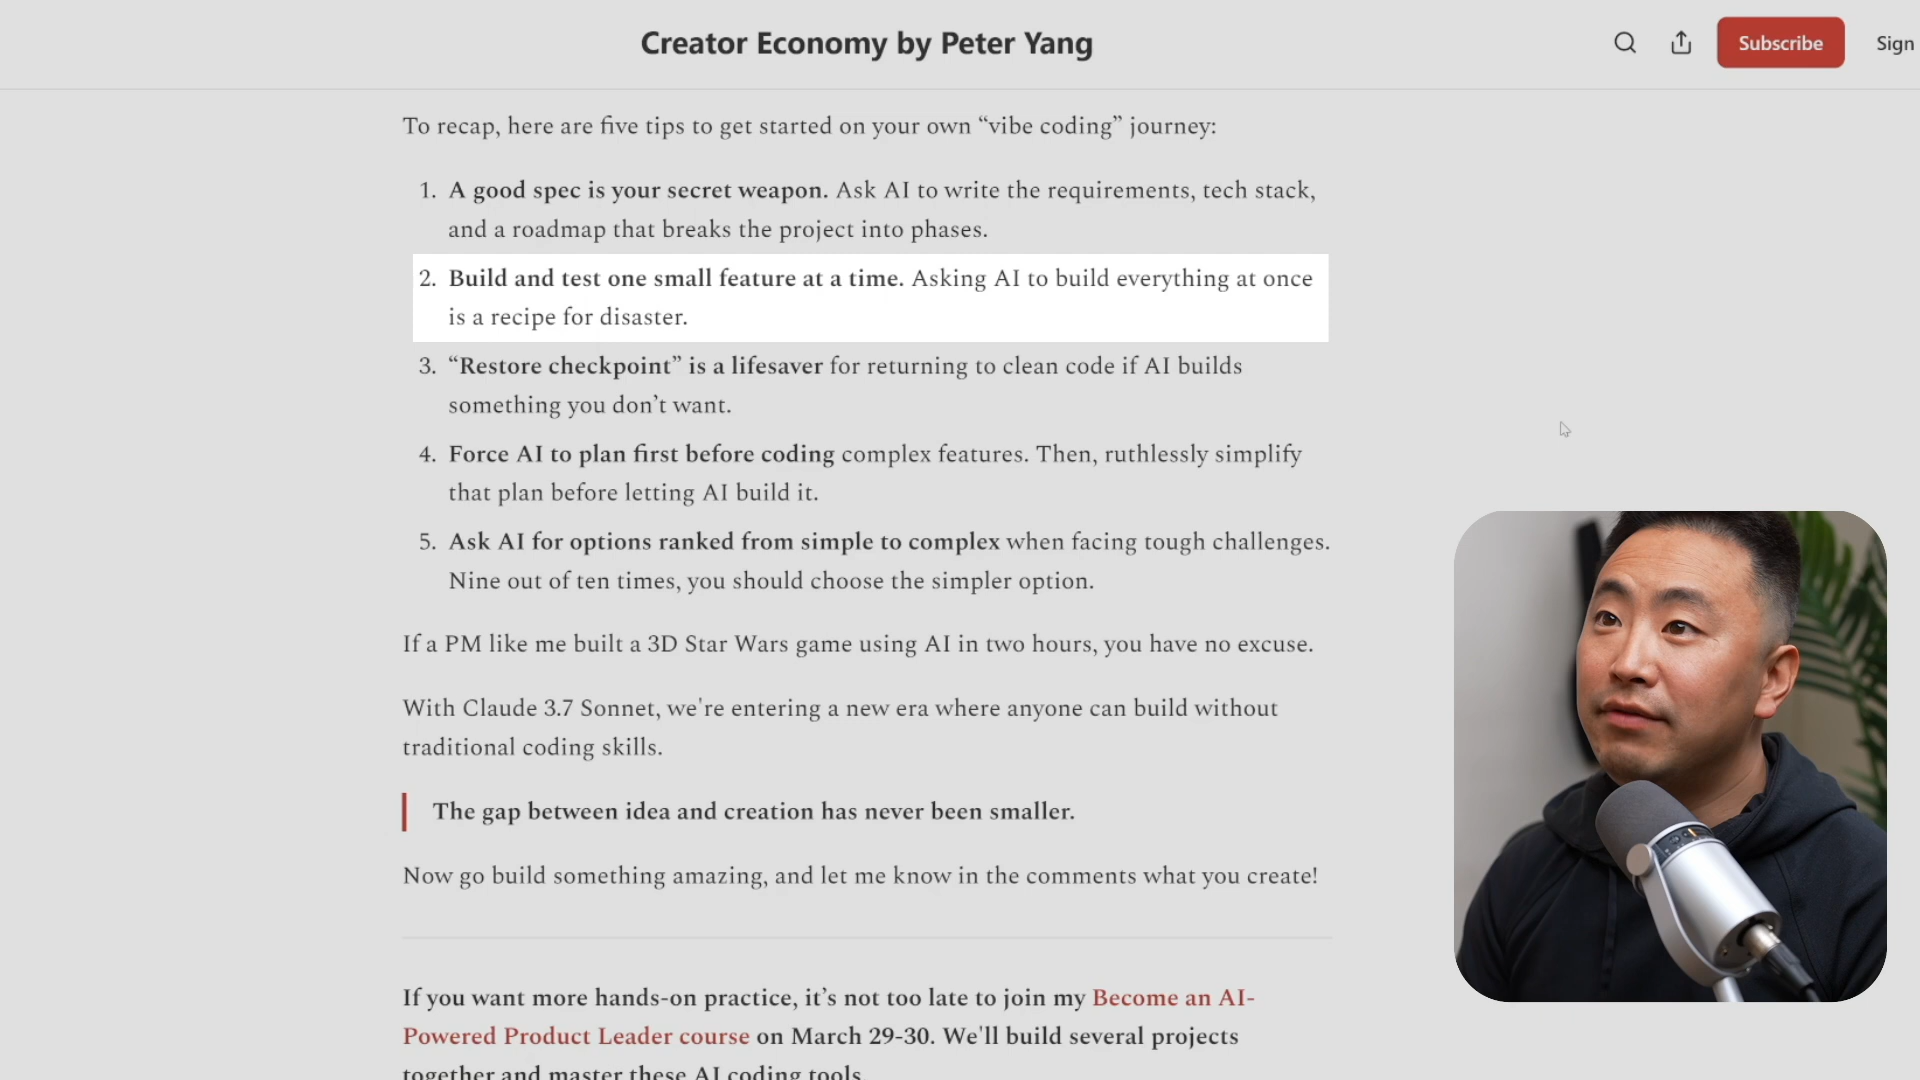 Creator Economy by Peter Yang
Subscribe
Sign
To recap, here are five tips to get started on your own “vibe coding” journey:
1. A good spec is your secret weapon. Ask AI to write the requirements, tech stack,
and a roadmap that breaks the project into phases.
2. Build and test one small feature at a time. Asking AI to build everything at once
is a recipe for disaster.
3. “Restore checkpoint” is a lifesaver for returning to clean code if AI builds
something you don’t want.
4. Force AI to plan first before coding complex features. Then, ruthlessly simplify
that plan before letting AI build it.
5. Ask AI for options ranked from simple to complex when facing tough challenges.
Nine out of ten times, you should choose the simpler option.
If a PM like me built a 3D Star Wars game using AI in two hours, you have no excuse.
With Claude 3.7 Sonnet, we're entering a new era where anyone can build without
traditional coding skills.
The gap between idea and creation has never been smaller.
Now go build something amazing, and let me know in the comments what you create!
If you want more hands-on practice, it’s not too late to join my Become an AI-
Powered Product Leader course on March 29-30. We'll build several projects
together and master these AI coding tools.